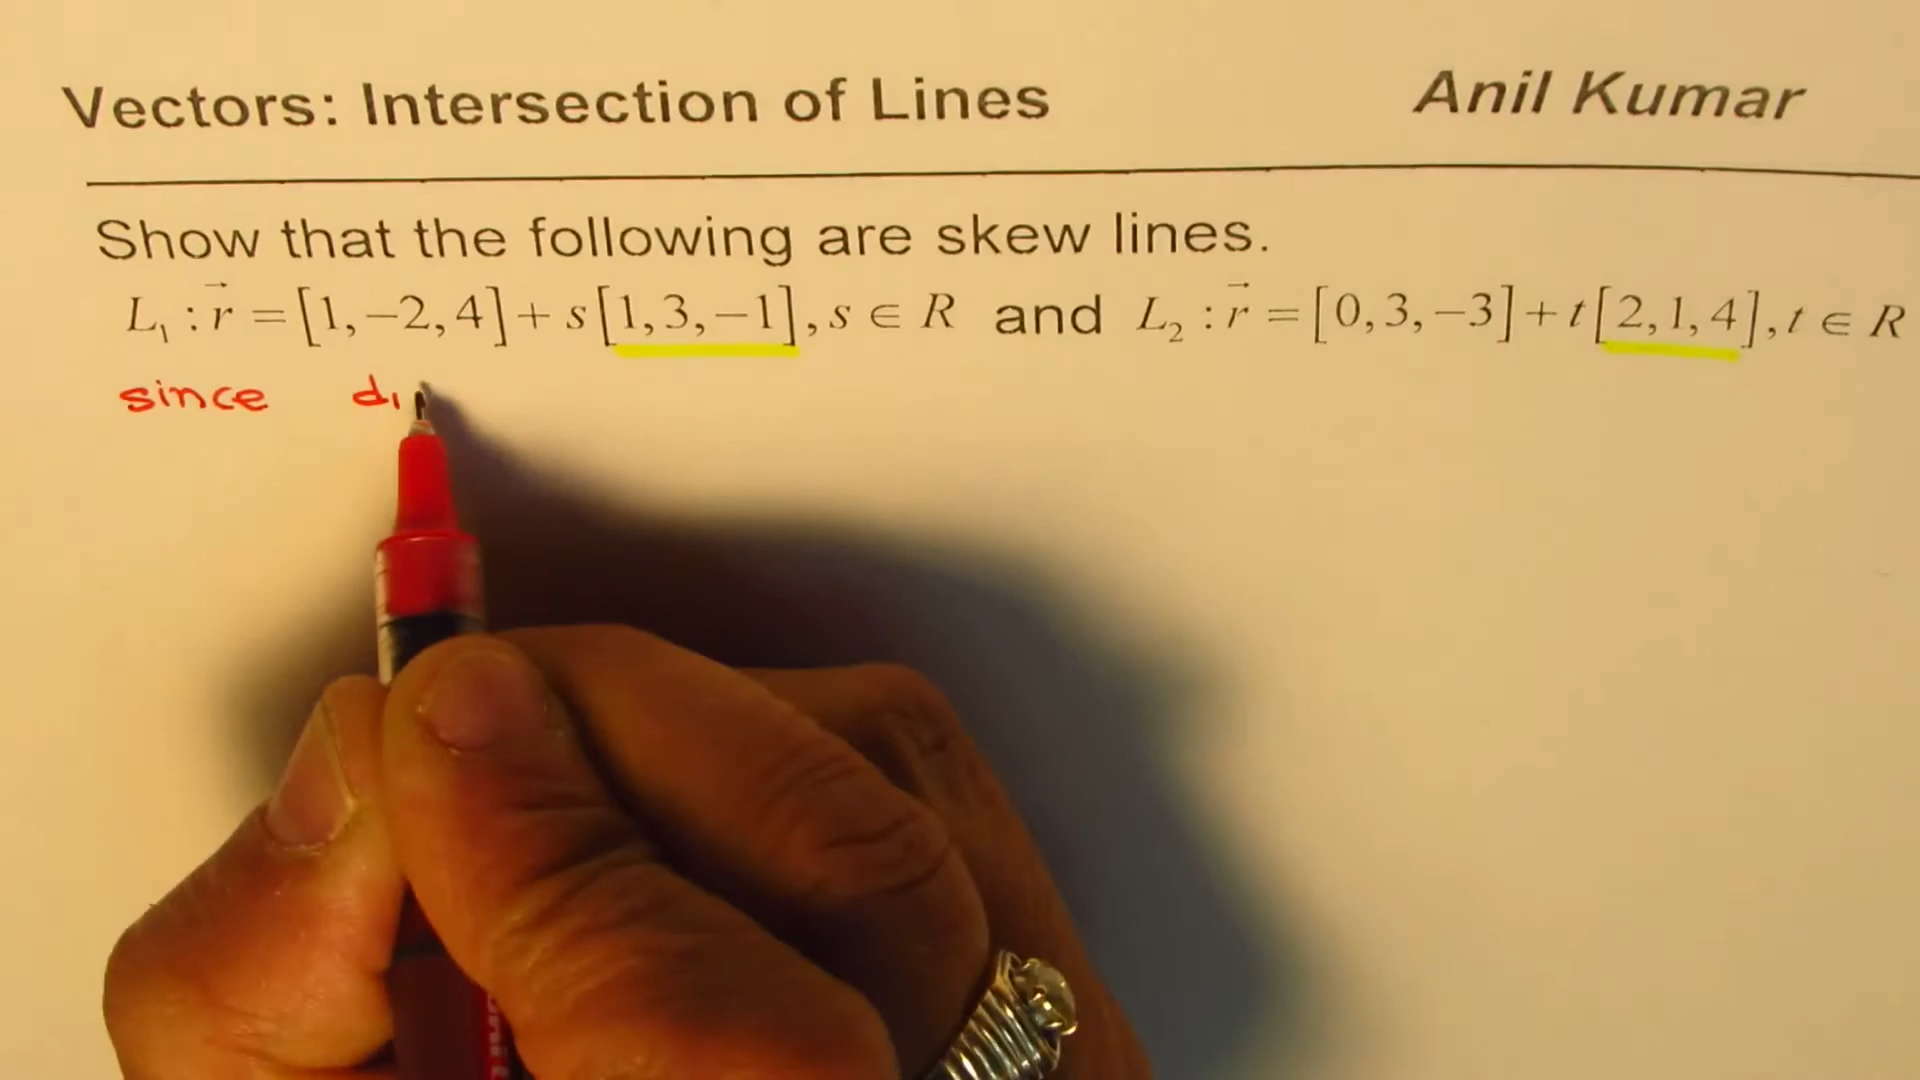 Vectors: Intersection of Lines Anil Kumar
Show that the following are skew lines.
L₁ : r⃗ = [1,−2,4] + s[1,3,−1], s ∈ R and L₂ : r⃗ = [0,3,−3] + t[2,1,4], t ∈ R
since d₁